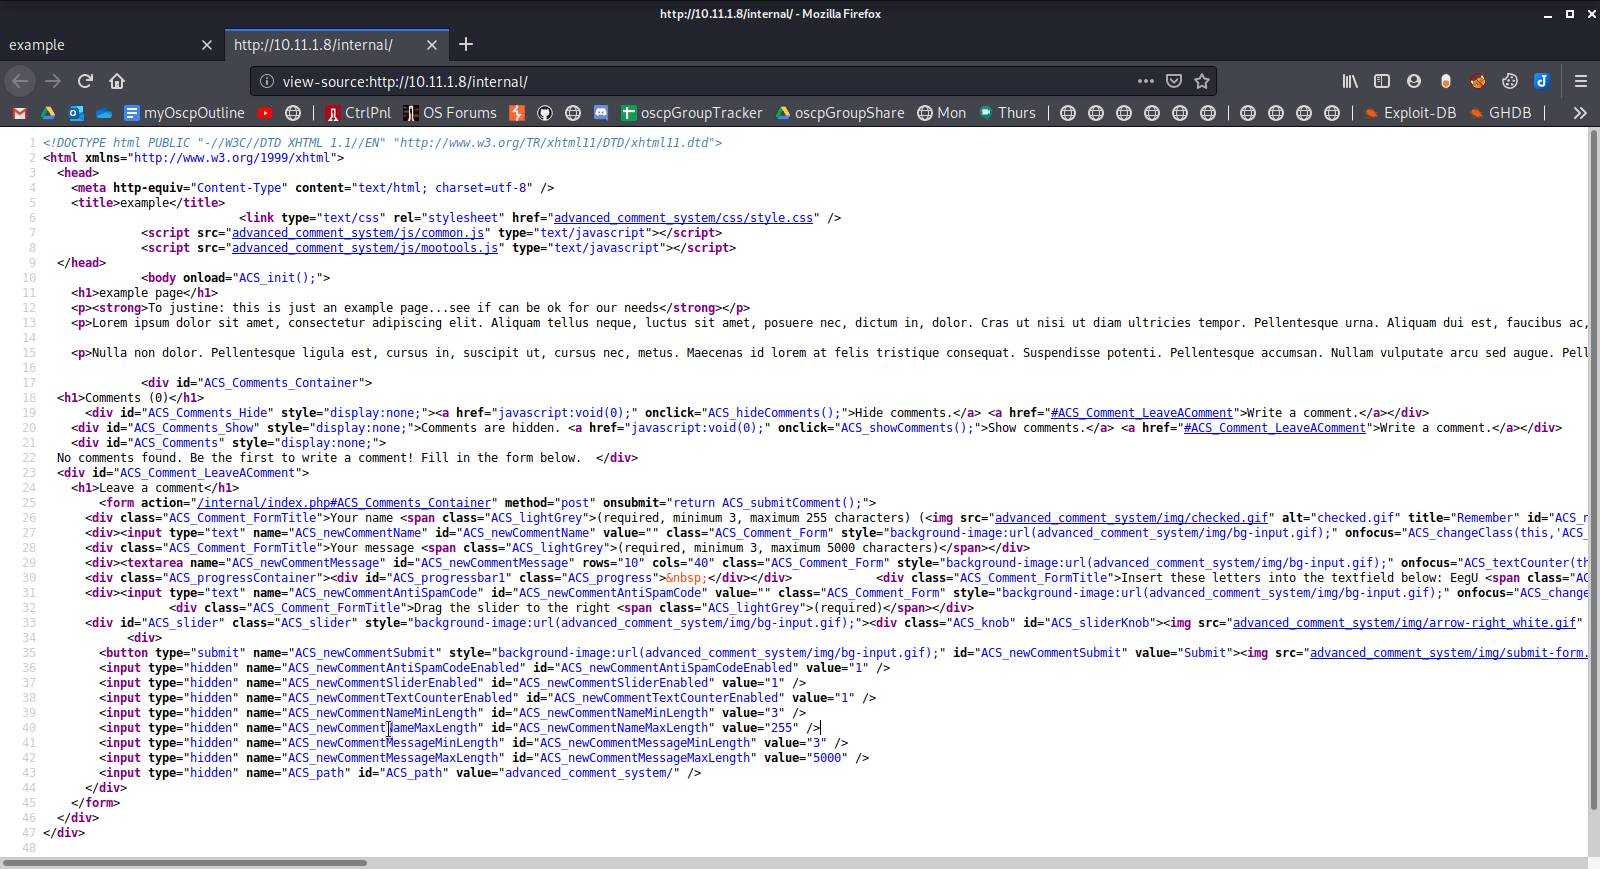 http://10.11.1.8/internal/ - Mozilla Firefox
example
http://10.11.1.8/internal/
view-source:http://10.11.1.8/internal/
myOscpOutline CtrlPnl OS Forums oscpGroupTracker oscpGroupShare Mon Thurs Exploit-DB GHDB
1 <!DOCTYPE html PUBLIC "-//W3C//DTD XHTML 1.1//EN" "http://www.w3.org/TR/xhtml11/DTD/xhtml11.dtd">
2 <html xmlns="http://www.w3.org/1999/xhtml">
3 <head>
4 <meta http-equiv="Content-Type" content="text/html; charset=utf-8" />
5 <title>example</title>
6 <link type="text/css" rel="stylesheet" href="advanced_comment_system/css/style.css" />
7 <script src="advanced_comment_system/js/common.js" type="text/javascript"></script>
8 <script src="advanced_comment_system/js/mootools.js" type="text/javascript"></script>
9 </head>
10 <body onload="ACS_init();">
11 <h1>example page</h1>
12 <p><strong>To justine: this is just an example page...see if can be ok for our needs</strong></p>
13 <p>Lorem ipsum dolor sit amet, consectetur adipiscing elit. Aliquam tellus neque, luctus sit amet, posuere nec, dictum in, dolor. Cras ut nisi ut diam ultricies tempor. Pellentesque urna. Aliquam dui est, faucibus ac,
14
15 <p>Nulla non dolor. Pellentesque ligula est, cursus in, suscipit ut, cursus nec, metus. Maecenas id lorem at felis tristique consequat. Suspendisse potenti. Pellentesque accumsan. Nullam vulputate arcu sed augue. Pell
16
17 <div id="ACS_Comments_Container">
18 <h1>Comments (0)</h1>
19 <div id="ACS_Comments_Hide" style="display:none;"><a href="javascript:void(0);" onclick="ACS_hideComments();">Hide comments.</a> <a href="#ACS_Comment_LeaveAComment">Write a comment.</a></div>
20 <div id="ACS_Comments_Show" style="display:none;">Comments are hidden. <a href="javascript:void(0);" onclick="ACS_showComments();">Show comments.</a> <a href="#ACS_Comment_LeaveAComment">Write a comment.</a></div>
21 <div id="ACS_Comments" style="display:none;">
22 No comments found. Be the first to write a comment! Fill in the form below. </div>
23 <div id="ACS_Comment_LeaveAComment">
24 <h1>Leave a comment</h1>
25 <form action="/internal/index.php#ACS_Comments_Container" method="post" onsubmit="return ACS_submitComment();">
26 <div class="ACS_Comment_FormTitle">Your name <span class="ACS_lightGrey">(required, minimum 3, maximum 255 characters) (<img src="advanced_comment_system/img/checked.gif" alt="checked.gif" title="Remember" id="ACS_r
27 <div><input type="text" name="ACS_newCommentName" id="ACS_newCommentName" value="" class="ACS_Comment_Form" style="background-image:url(advanced_comment_system/img/bg-input.gif);" onfocus="ACS_changeClass(this,'ACS_
28 <div class="ACS_Comment_FormTitle">Your message <span class="ACS_lightGrey">(required, minimum 3, maximum 5000 characters)</span></div>
29 <div><textarea name="ACS_newCommentMessage" id="ACS_newCommentMessage" rows="10" cols="40" class="ACS_Comment_Form" style="background-image:url(advanced_comment_system/img/bg-input.gif);" onfocus="ACS_textCounter(th
30 <div class="ACS_progressContainer"><div id="ACS_progressbar1" class="ACS_progress">&nbsp;</div></div> <div class="ACS_Comment_FormTitle">Insert these letters into the textfield below: EegU <span class="AC
31 <div><input type="text" name="ACS_newCommentAntiSpamCode" id="ACS_newCommentAntiSpamCode" value="" class="ACS_Comment_Form" style="background-image:url(advanced_comment_system/img/bg-input.gif);" onfocus="ACS_change
32 <div class="ACS_Comment_FormTitle">Drag the slider to the right <span class="ACS_lightGrey">(required)</span></div>
33 <div id="ACS_slider" class="ACS_slider" style="background-image:url(advanced_comment_system/img/bg-input.gif);"><div class="ACS_knob" id="ACS_sliderKnob"><img src="advanced_comment_system/img/arrow-right_white.gif"
34 <div>
35 <button type="submit" name="ACS_newCommentSubmit" style="background-image:url(advanced_comment_system/img/bg-input.gif);" id="ACS_newCommentSubmit" value="Submit"><img src="advanced_comment_system/img/submit-form.
36 <input type="hidden" name="ACS_newCommentAntiSpamCodeEnabled" id="ACS_newCommentAntiSpamCodeEnabled" value="1" />
37 <input type="hidden" name="ACS_newCommentSliderEnabled" id="ACS_newCommentSliderEnabled" value="1" />
38 <input type="hidden" name="ACS_newCommentTextCounterEnabled" id="ACS_newCommentTextCounterEnabled" value="1" />
39 <input type="hidden" name="ACS_newCommentNameMinLength" id="ACS_newCommentNameMinLength" value="3" />
40 <input type="hidden" name="ACS_newCommentNameMaxLength" id="ACS_newCommentNameMaxLength" value="255" />
41 <input type="hidden" name="ACS_newCommentMessageMinLength" id="ACS_newCommentMessageMinLength" value="3" />
42 <input type="hidden" name="ACS_newCommentMessageMaxLength" id="ACS_newCommentMessageMaxLength" value="5000" />
43 <input type="hidden" name="ACS_path" id="ACS_path" value="advanced_comment_system/" />
44 </div>
45 </form>
46 </div>
47 </div>
48